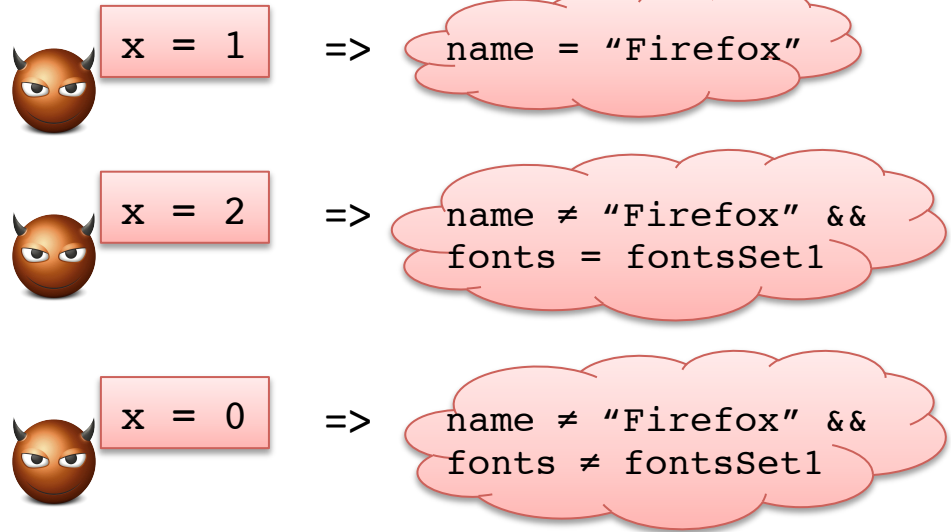 x = 1 => name = “Firefox”
x = 2 => name ≠ “Firefox” &&
fonts = fontsSet1
x = 0 => name ≠ “Firefox” &&
fonts ≠ fontsSet1